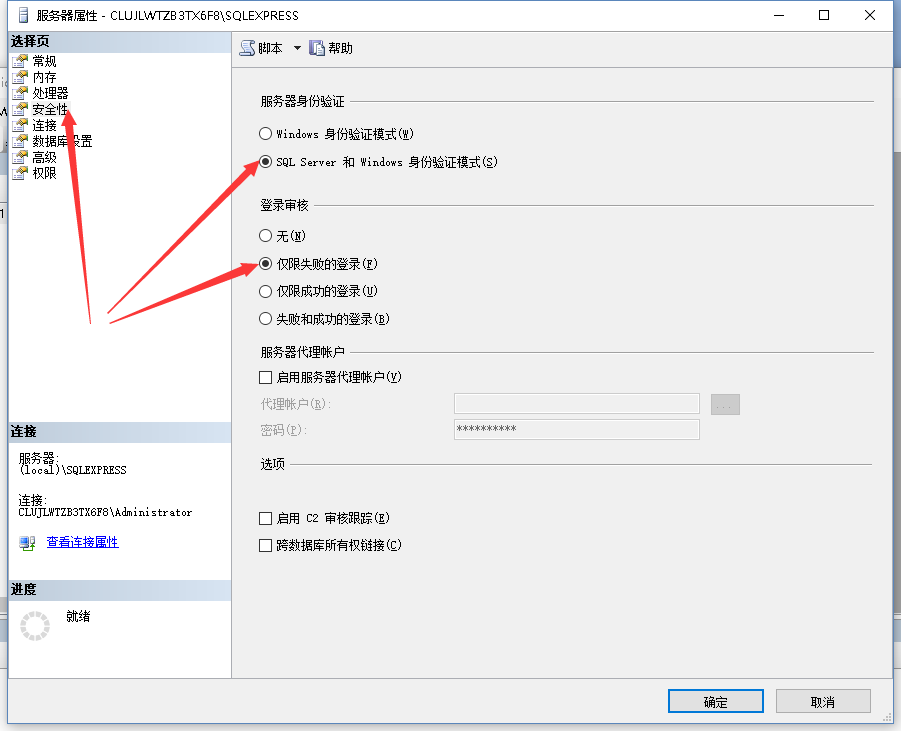 服务器属性 - CLUJLWTZB3TX6F8\SQLEXPRESS
选择页
常规
内存
处理器
安全性
连接
数据库设置
高级
权限
连接
服务器:
(local)\SQLEXPRESS
连接:
CLUJLWTZB3TX6F8\Administrator
查看连接属性
进度
就绪
脚本 帮助
服务器身份验证
Windows 身份验证模式(W)
SQL Server 和 Windows 身份验证模式(S)
登录审核
无(N)
仅限失败的登录(F)
仅限成功的登录(U)
失败和成功的登录(B)
服务器代理帐户
启用服务器代理帐户(V)
代理帐户(R): ...
密码(P): **********
选项
启用 C2 审核跟踪(E)
跨数据库所有权链接(C)
确定 取消